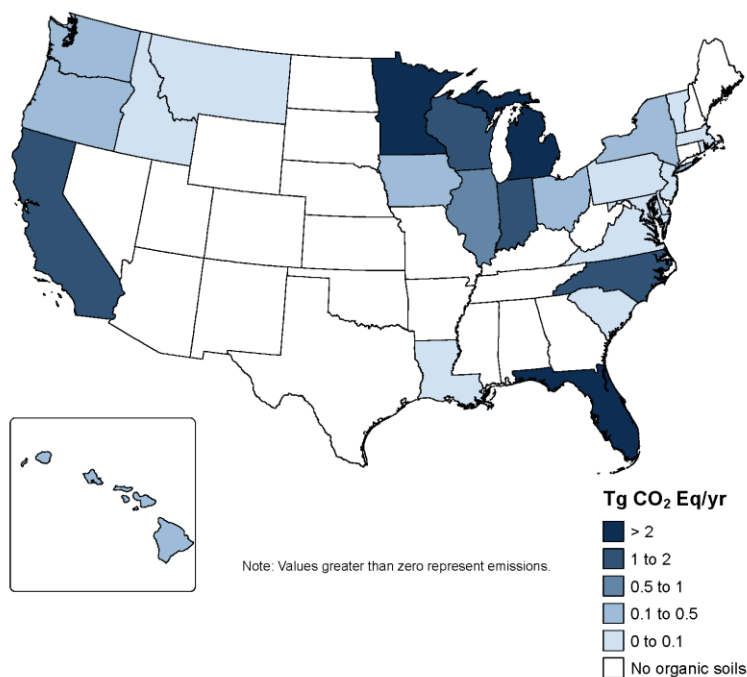 Tg CO₂ Eq/yr
> 2
1 to 2
0.5 to 1
0.1 to 0.5
0 to 0.1
No organic soils
Note: Values greater than zero represent emissions.